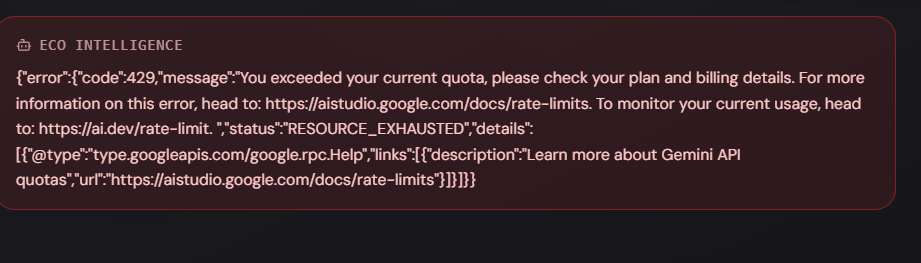 ECO INTELLIGENCE
{"error":{"code":429,"message":"You exceeded your current quota, please check your plan and billing details. For more
information on this error, head to: https://aistudio.google.com/docs/rate-limits. To monitor your current usage, head
to: https://ai.dev/rate-limit. ","status":"RESOURCE_EXHAUSTED","details":
[{"@type":"type.googleapis.com/google.rpc.Help","links":[{"description":"Learn more about Gemini API
quotas","url":"https://aistudio.google.com/docs/rate-limits"}]}]}}